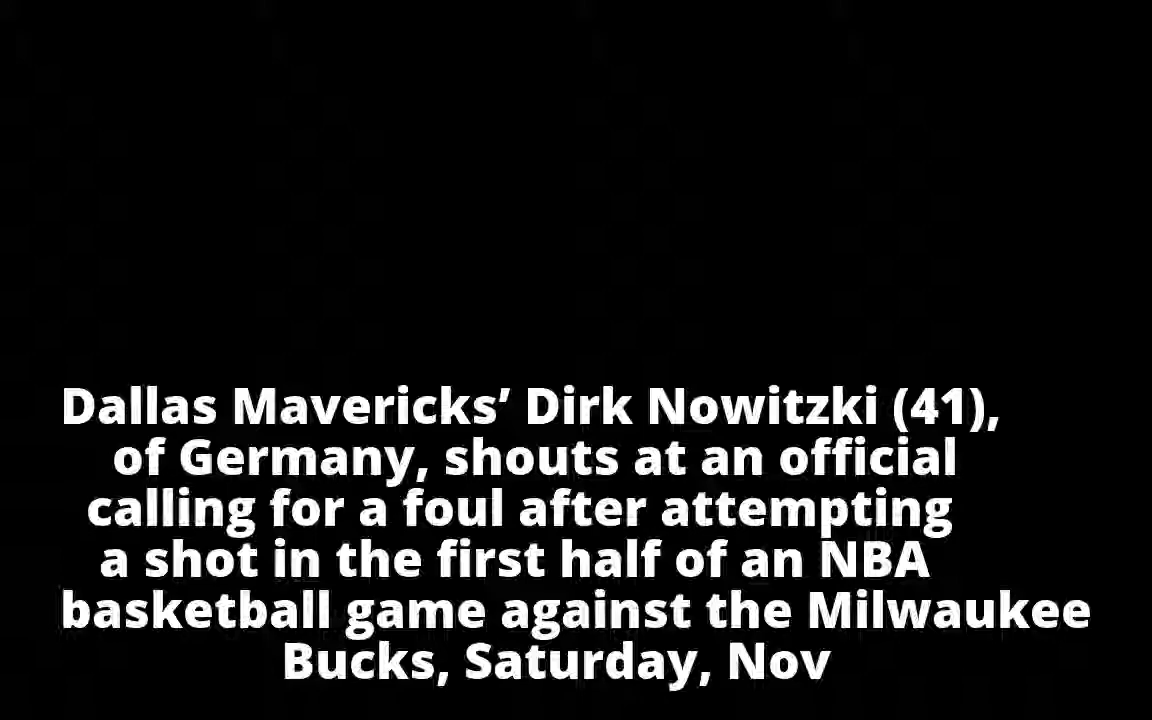 Dallas Mavericks’ Dirk Nowitzki (41),
of Germany, shouts at an official
calling for a foul after attempting
a shot in the first half of an NBA
basketball game against the Milwaukee
Bucks, Saturday, Nov